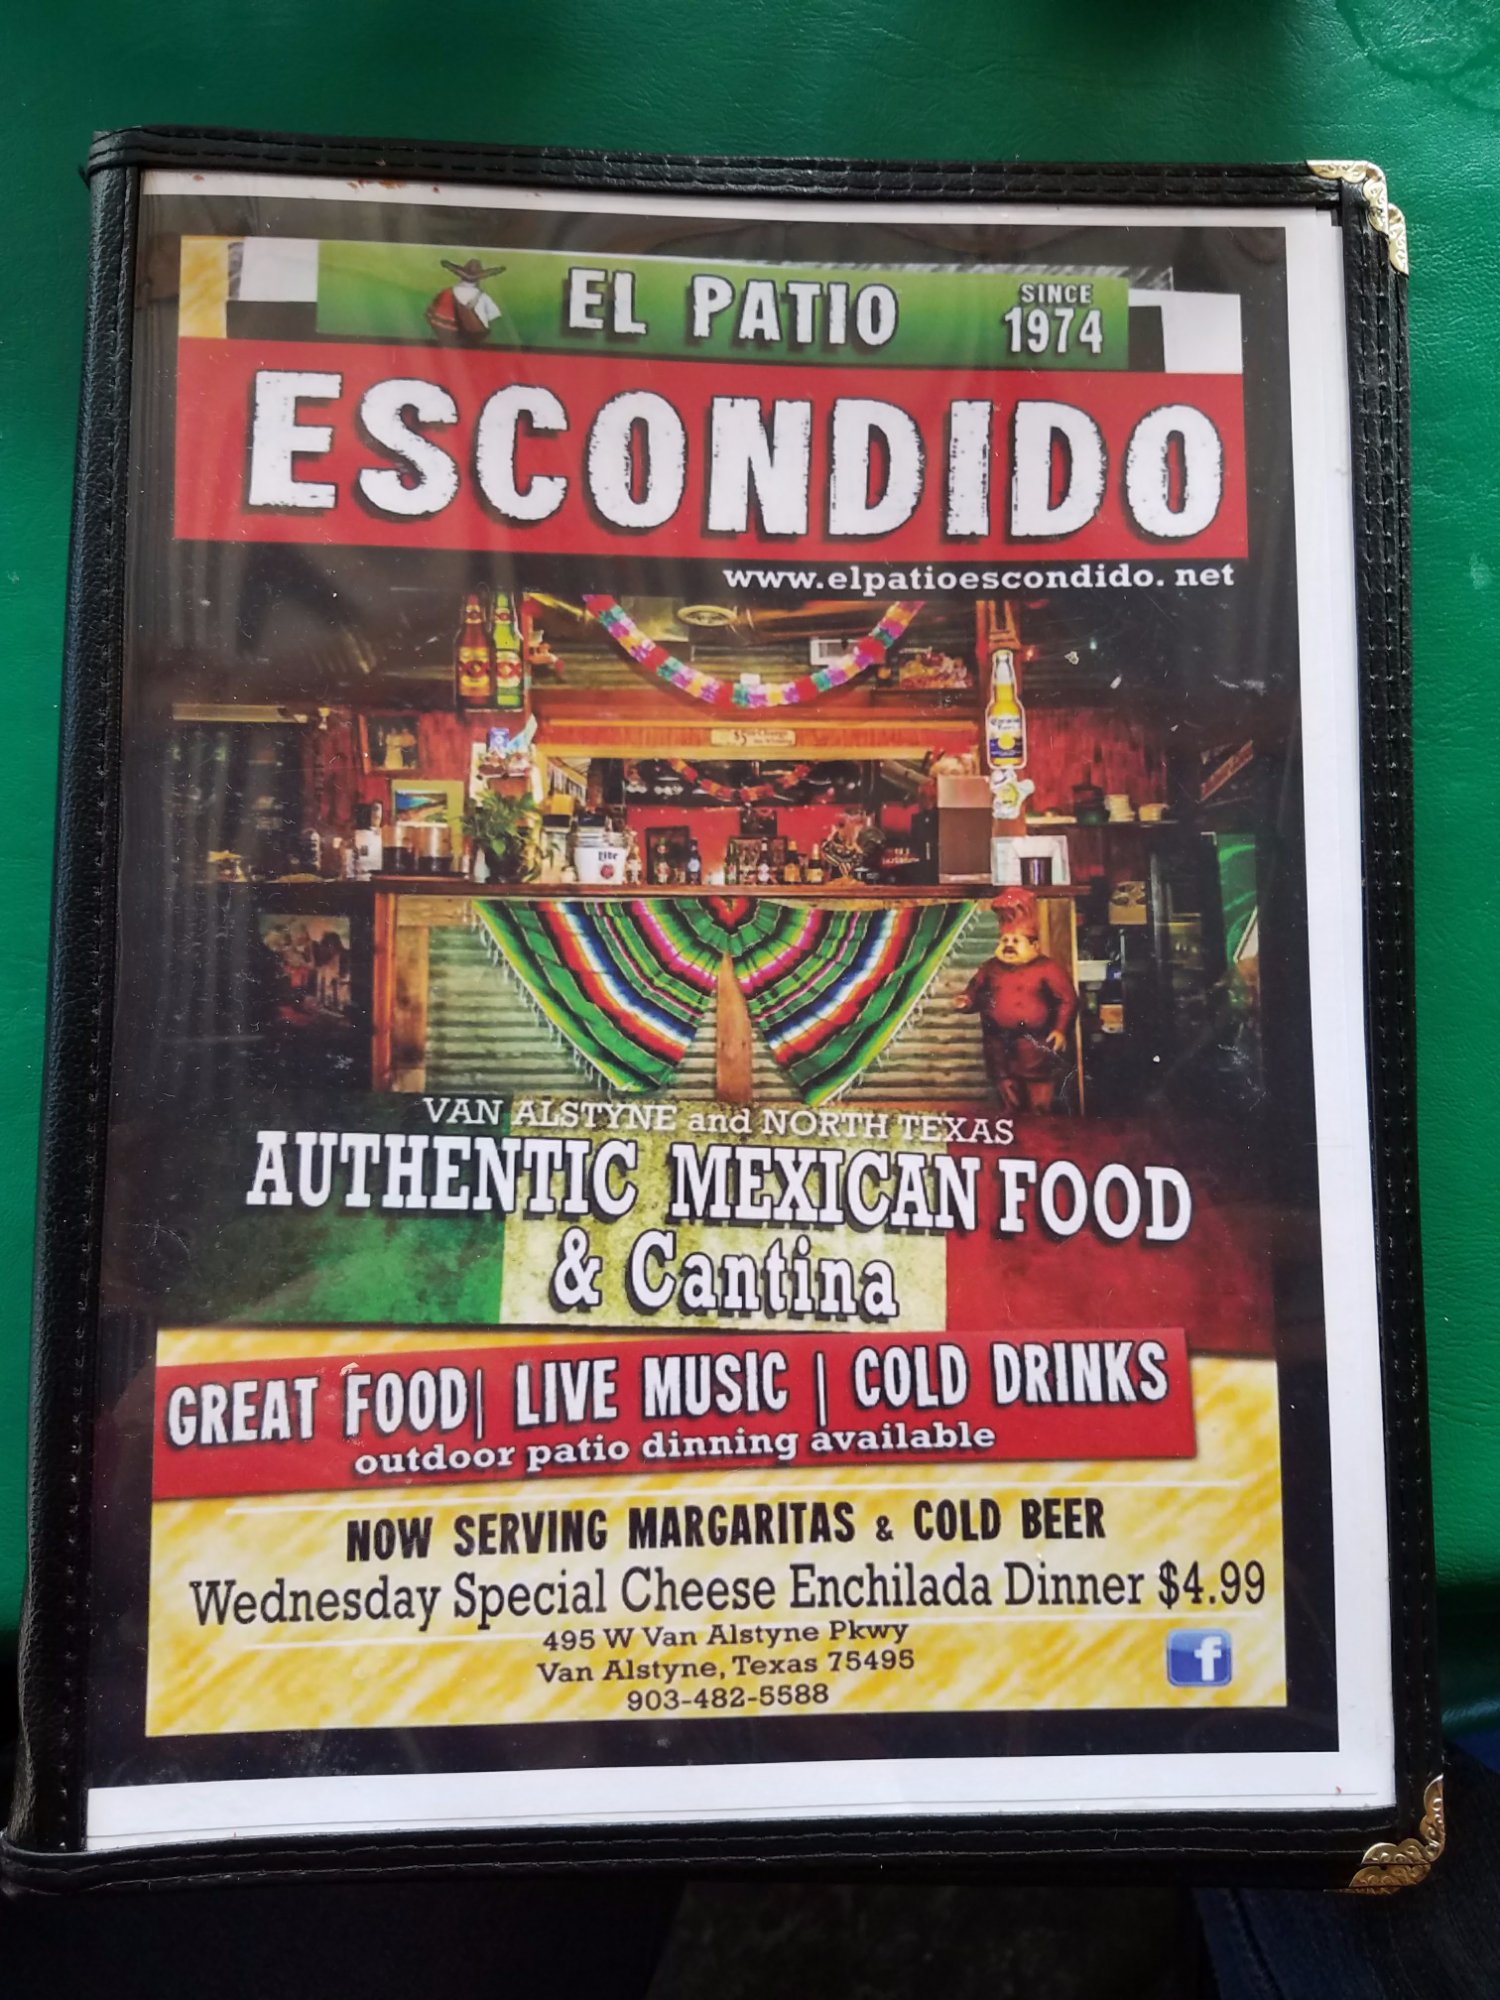 EL PATIO
SINCE
1974
ESCONDIDO
www.elpatioescondido. net
Lite
VAN ALSTYNE and NORTH TEXAS
AUTHENTIC MEXICAN FOOD
& Cantina
GREAT FOOD| LIVE MUSIC | COLD DRINKS
outdoor patio dinning available
NOW SERVING MARGARITAS & COLD BEER
Wednesday Special Cheese Enchilada Dinner $4.99
495 W Van Alstyne Pkwy
Van Alstyne, Texas 75495
903-482-5588
f